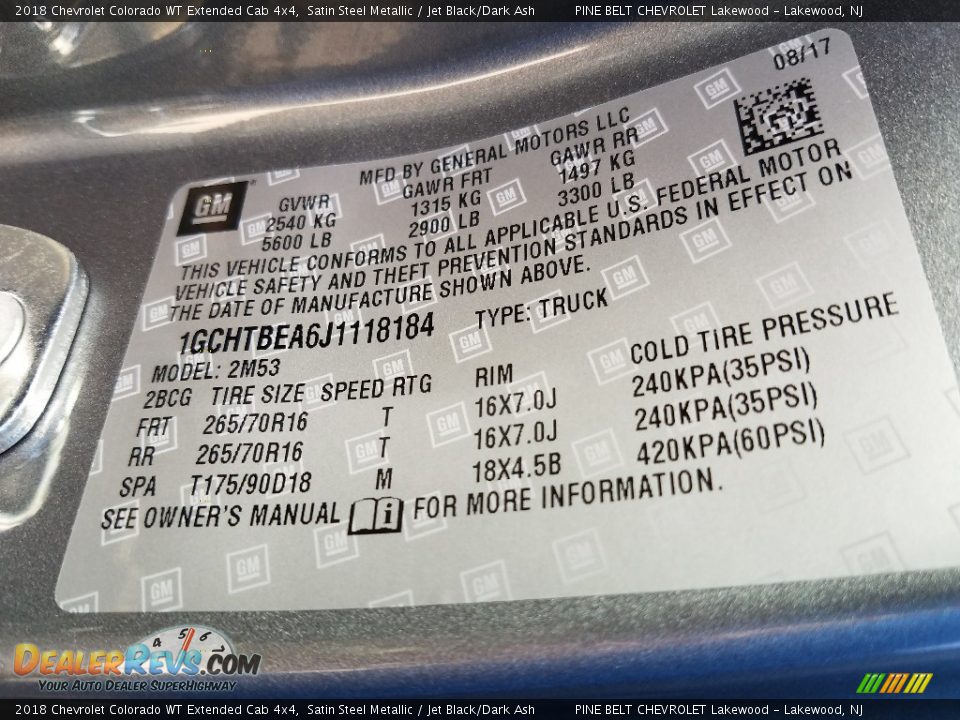 2018 Chevrolet Colorado WT Extended Cab 4x4, Satin Steel Metallic / Jet Black/Dark Ash PINE BELT CHEVROLET Lakewood - Lakewood, NJ
08/17
MFD BY GENERAL MOTORS LLC
GM GVWR GAWR FRT GAWR RR
2540 KG 1315 KG 1497 KG
5600 LB 2900 LB 3300 LB
THIS VEHICLE CONFORMS TO ALL APPLICABLE U.S. FEDERAL MOTOR
VEHICLE SAFETY AND THEFT PREVENTION STANDARDS IN EFFECT ON
THE DATE OF MANUFACTURE SHOWN ABOVE.
1GCHTBEA6J1118184 TYPE: TRUCK
MODEL: 2M53
2BCG TIRE SIZE SPEED RTG RIM COLD TIRE PRESSURE
FRT 265/70R16 T 16X7.0J 240KPA(35PSI)
RR 265/70R16 T 16X7.0J 240KPA(35PSI)
SPA T175/90D18 M 18X4.5B 420KPA(60PSI)
SEE OWNER'S MANUAL i FOR MORE INFORMATION.
4 5 6
DEALERREVS.COM
YOUR AUTO DEALER SUPERHIGHWAY
2018 Chevrolet Colorado WT Extended Cab 4x4, Satin Steel Metallic / Jet Black/Dark Ash PINE BELT CHEVROLET Lakewood - Lakewood, NJ